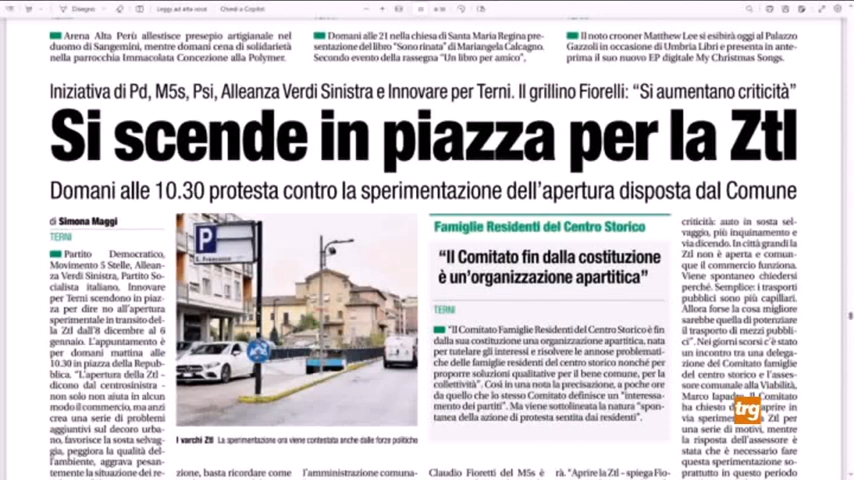 Disegno
Leggi ad alta voce
Chiedi a Copilot
Arena Alta Perù allestisce presepio artigianale nel
duomo di Sangemini, mentre domani cena di solidarietà
nella parrocchia Immacolata Concezione alla Polymer.
Domani alle 21 nella chiesa di Santa Maria Regina pre-
sentazione del libro "Sono rinata" di Mariangela Calcagno.
Secondo evento della rassegna "Un libro per amico",
Il noto crooner Matthew Lee si esibirà oggi al Palazzo
Gazzoli in occasione di Umbria Libri e presenta in ante-
prima il suo nuovo EP digitale My Christmas Songs.
Iniziativa di Pd, M5s, Psi, Alleanza Verdi Sinistra e Innovare per Terni. Il grillino Fiorelli: “Si aumentano criticità”
Si scende in piazza per la Ztl
Domani alle 10.30 protesta contro la sperimentazione dell’apertura disposta dal Comune
di Simona Maggi
TERNI
Partito Democratico,
Movimento 5 Stelle, Allean-
za Verdi Sinistra, Partito So-
cialista italiano, Innovare
per Terni scendono in piaz-
za per dire no all'apertura
sperimentale in transito del-
la Ztl dall'8 dicembre al 6
gennaio. L'appuntamento è
per domani mattina alle
10.30 in piazza della Repub-
blica. "L'apertura della Ztl -
dicono dal centrosinistra -
non solo non aiuta in alcun
modo il commercio, ma anzi
crea una serie di problemi
aggiuntivi sul decoro urba-
no, favorisce la sosta selvag-
gia, peggiora la qualità del-
l'ambiente, aggrava pesan-
temente la situazione dei re-
P
S. Francesco
I varchi Ztl La sperimentazione ora viene contestata anche dalle forze politiche
Famiglie Residenti del Centro Storico
“Il Comitato fin dalla costituzione
è un’organizzazione apartitica”
TERNI
"Il Comitato Famiglie Residenti del Centro Storico è fin
dalla sua costituzione una organizzazione apartitica, nata
per tutelare gli interessi e risolvere le annose problemati-
che delle famiglie residenti del centro storico nonché per
proporre soluzioni qualitative per il bene comune, per la
collettività". Così in una nota la precisazione, a poche ore
da quello che lo stesso Comitato definisce un "interessa-
mento dei partiti". Ma viene sottolineata la natura "spon-
tanea della azione di protesta sentita dai residenti".
criticità: auto in sosta sel-
vaggio, più inquinamento e
via dicendo. In città grandi la
Ztl non è aperta e comun-
que il commercio funziona.
Viene spontaneo chiedersi
perché. Semplice: i trasporti
pubblici sono più capillari.
Allora forse la cosa migliore
sarebbe quella di potenziare
il trasporto di mezzi pubbli-
ci". Nei giorni scorsi c'è stato
un incontro tra una delega-
zione del Comitato famiglie
del centro storico e l'assess-
sore comunale alla Viabilità,
Marco Iapadre. Il Comitato
ha chiesto di aprire in
via sperimentale Ztl per
una serie di motivi, mentre
la risposta dell'assessore è
stata che è necessario fare
questa sperimentazione so-
prattutto in questo periodo
trg
zione, basta ricordare come
l'amministrazione comuna-
Claudio Fioretti del M5s è
rà. "Aprire la Ztl - spiega Fio-